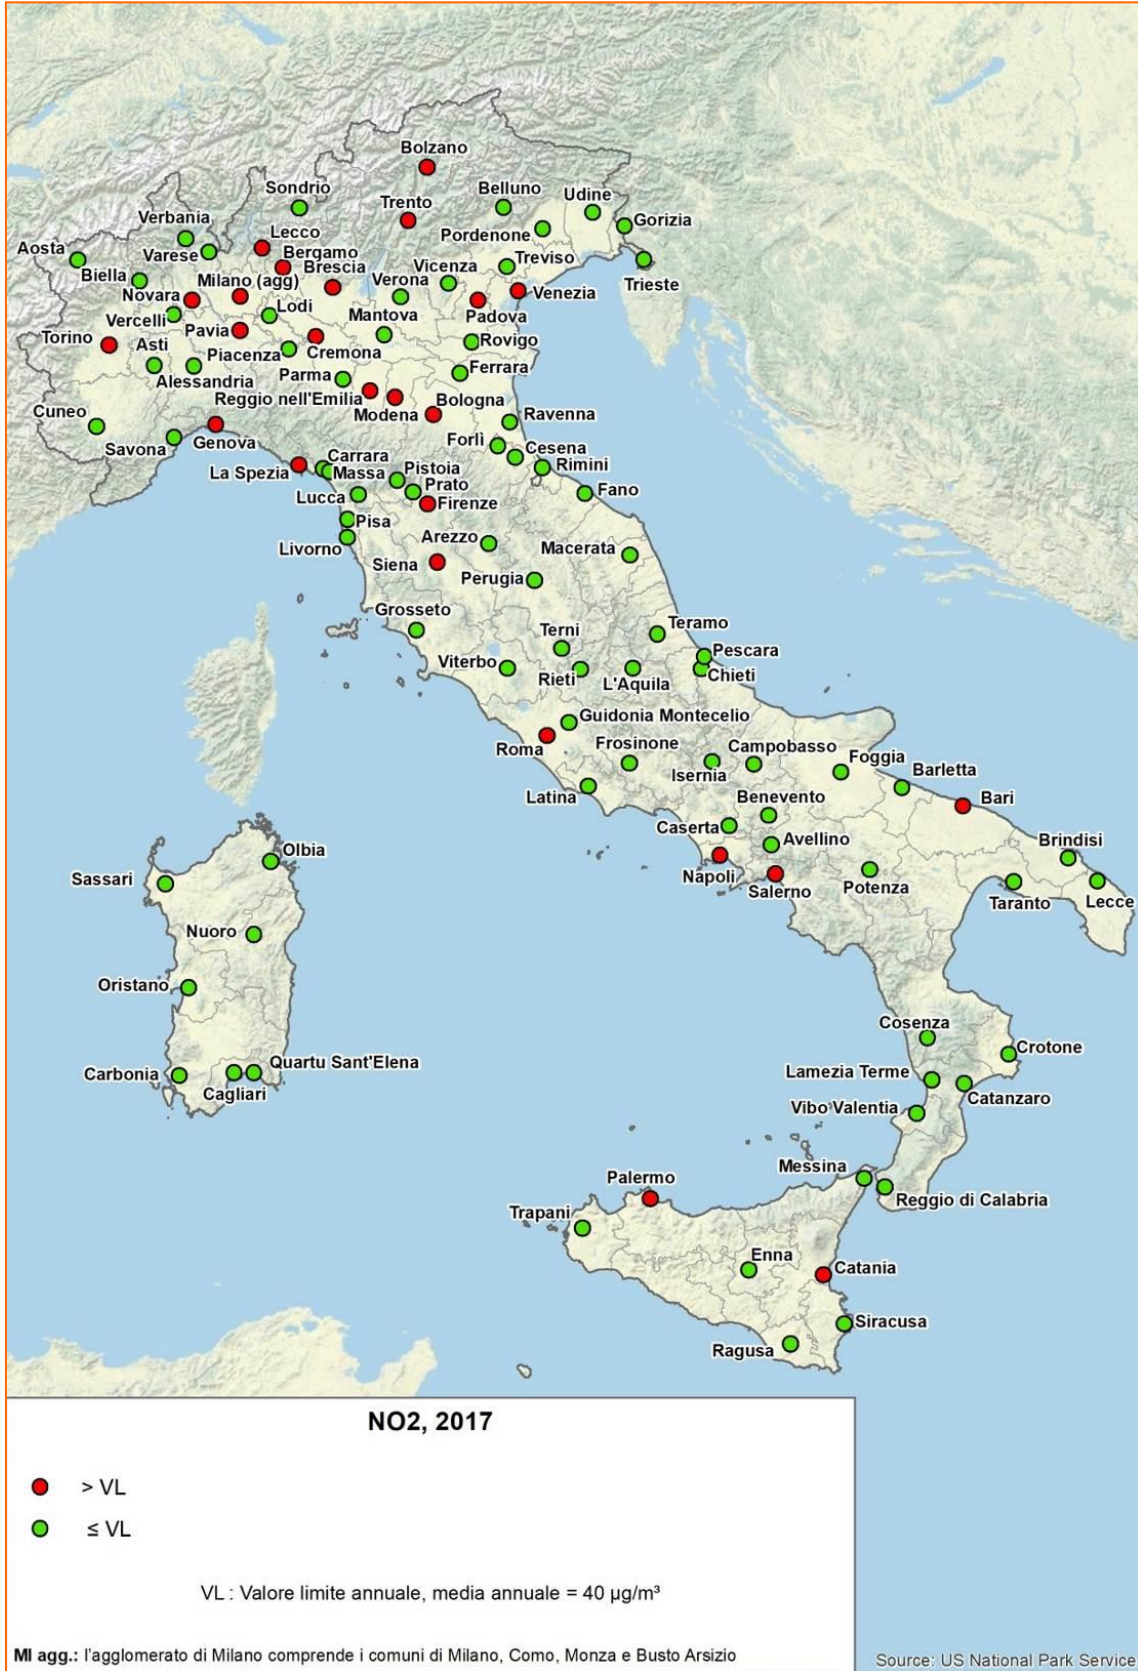 Bolzano
Sondrio
Belluno
Udine
Trento
Verbania
Gorizia
Pordenone
Lecco
Aosta
Varese
Bergamo
Treviso
Biella
Milano (agg)
Brescia
Verona
Vicenza
Trieste
Novara
Venezia
Lodi
Mantova
Padova
Vercelli
Pavia
Torino
Asti
Piacenza
Cremona
Rovigo
Alessandria
Parma
Ferrara
Reggio nell'Emilia
Modena
Bologna
Cuneo
Ravenna
Savona
Genova
Forlì
Cesena
Carrara
Pistoia
Rimini
La Spezia
Massa
Prato
Lucca
Firenze
Fano
Pisa
Livorno
Arezzo
Macerata
Siena
Perugia
Grosseto
Terni
Teramo
Viterbo
Pescara
Rieti
L'Aquila
Chieti
Guidonia Montecelio
Roma
Frosinone
Campobasso
Foggia
Isernia
Barletta
Latina
Benevento
Bari
Caserta
Avellino
Brindisi
Olbia
Napoli
Salerno
Potenza
Taranto
Lecce
Sassari
Nuoro
Oristano
Cosenza
Crotone
Quartu Sant'Elena
Carbonia
Cagliari
Lamezia Terme
Catanzaro
Vibo Valentia
Messina
Palermo
Reggio di Calabria
Trapani
Enna
Catania
Siracusa
Ragusa
NO2, 2017
> VL
≤ VL
VL : Valore limite annuale, media annuale = 40 µg/m³
MI agg.: l'agglomerato di Milano comprende i comuni di Milano, Como, Monza e Busto Arsizio
Source: US National Park Service